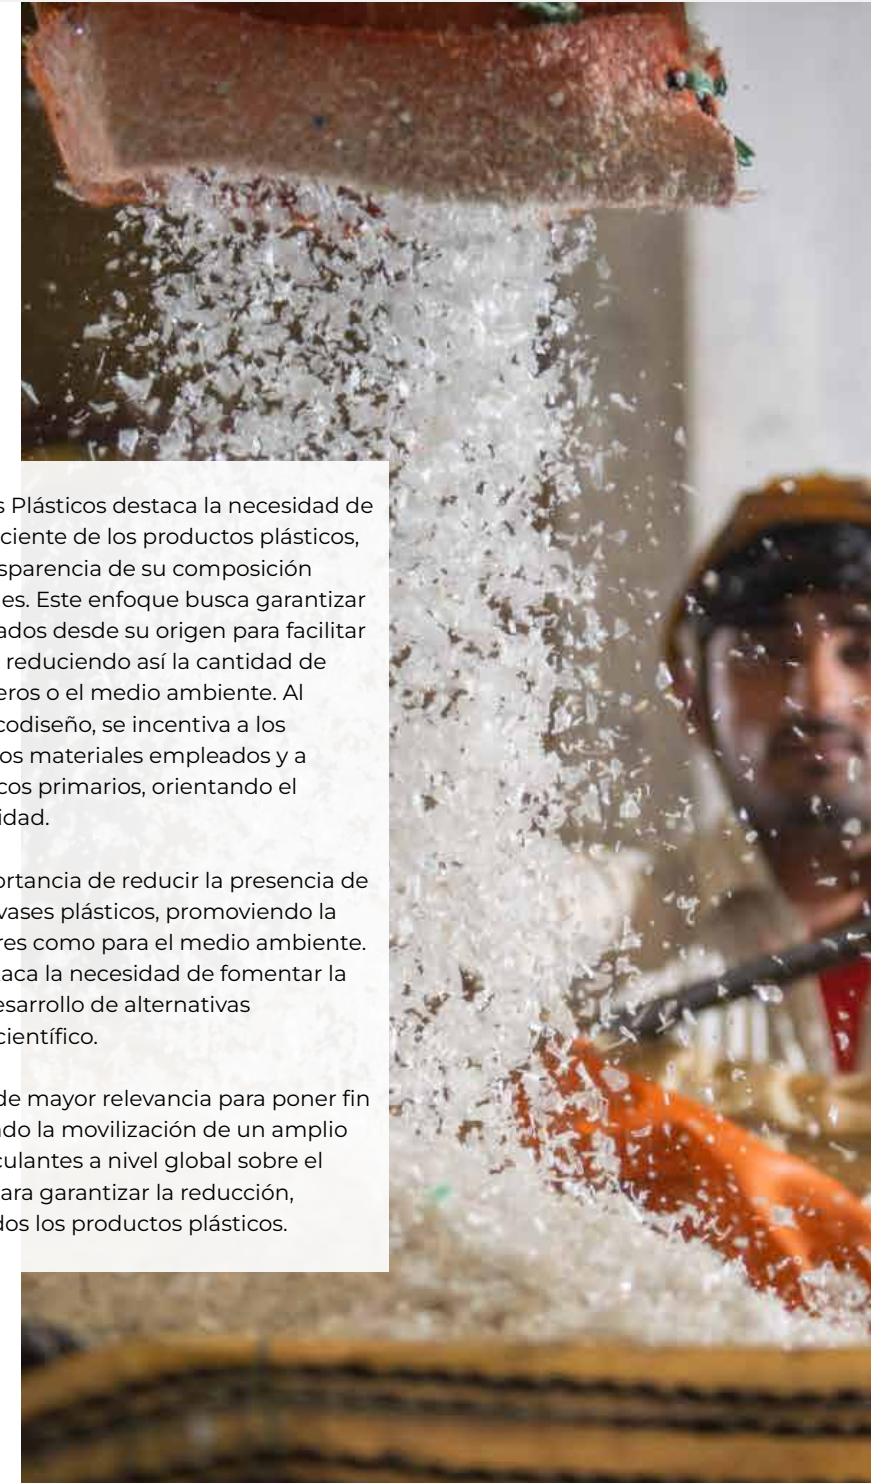 s Plásticos destaca la necesidad de
ciente de los productos plásticos,
sparencia de su composición
es. Este enfoque busca garantizar
ados desde su origen para facilitar
reduciendo así la cantidad de
eros o el medio ambiente. Al
codiseño, se incentiva a los
os materiales empleados y a
cos primarios, orientando el
idad.
ortancia de reducir la presencia de
vases plásticos, promoviendo la
res como para el medio ambiente.
aca la necesidad de fomentar la
esarrollo de alternativas
científico.
de mayor relevancia para poner fin
ndo la movilización de un amplio
culantes a nivel global sobre el
ara garantizar la reducción,
dos los productos plásticos.